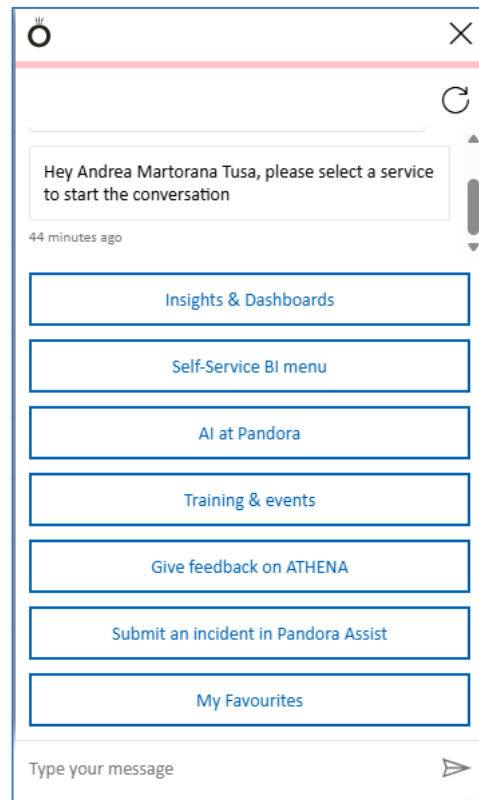 Hey Andrea Martorana Tusa, please select a service
to start the conversation
44 minutes ago
Insights & Dashboards
Self-Service BI menu
AI at Pandora
Training & events
Give feedback on ATHENA
Submit an incident in Pandora Assist
My Favourites
Type your message